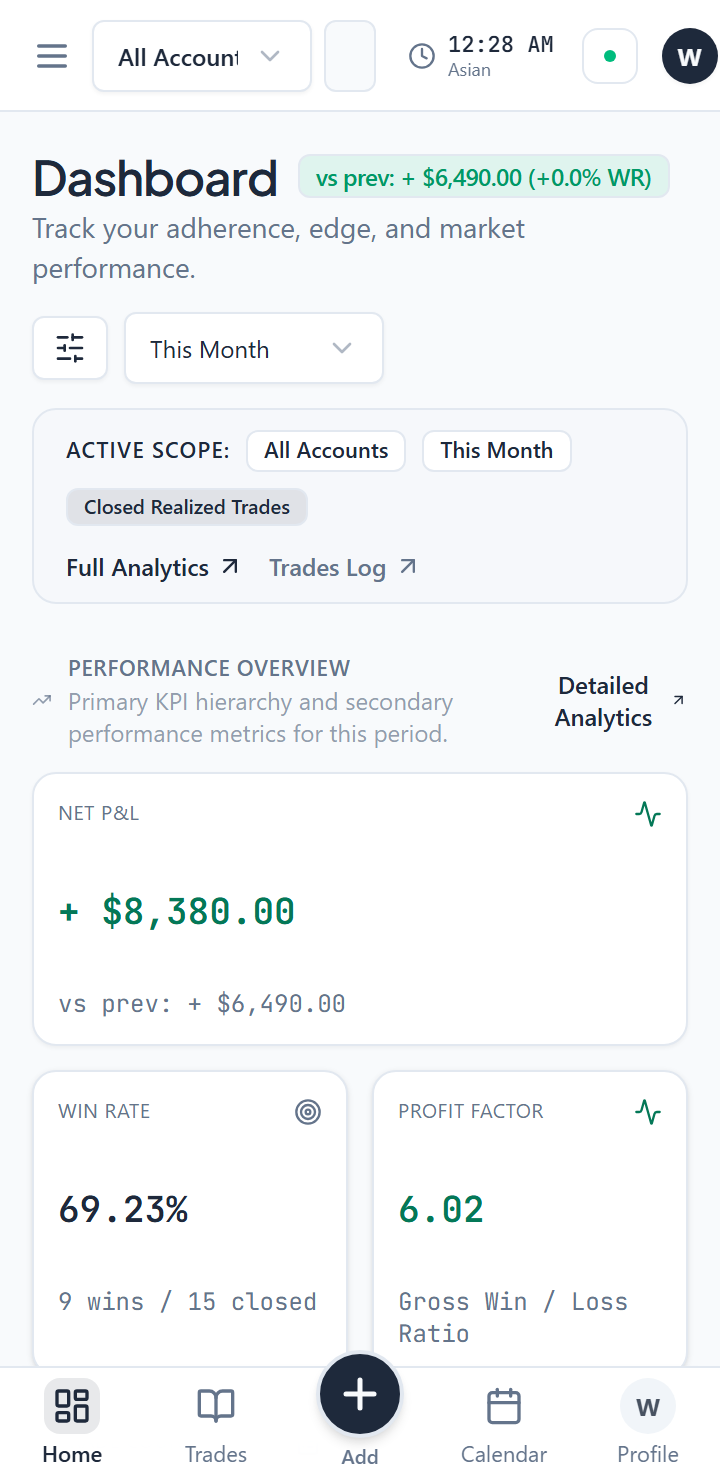 All Account
12:28 AM
Asian
W
Dashboard
vs prev: + $6,490.00 (+0.0% WR)
Track your adherence, edge, and market
performance.
This Month
ACTIVE SCOPE:
All Accounts
This Month
Closed Realized Trades
Full Analytics
Trades Log
PERFORMANCE OVERVIEW
Primary KPI hierarchy and secondary
performance metrics for this period.
Detailed
Analytics
NET P&L
+ $8,380.00
vs prev: + $6,490.00
WIN RATE
69.23%
9 wins / 15 closed
PROFIT FACTOR
6.02
Gross Win / Loss
Ratio
Home
Trades
Add
Calendar
W
Profile